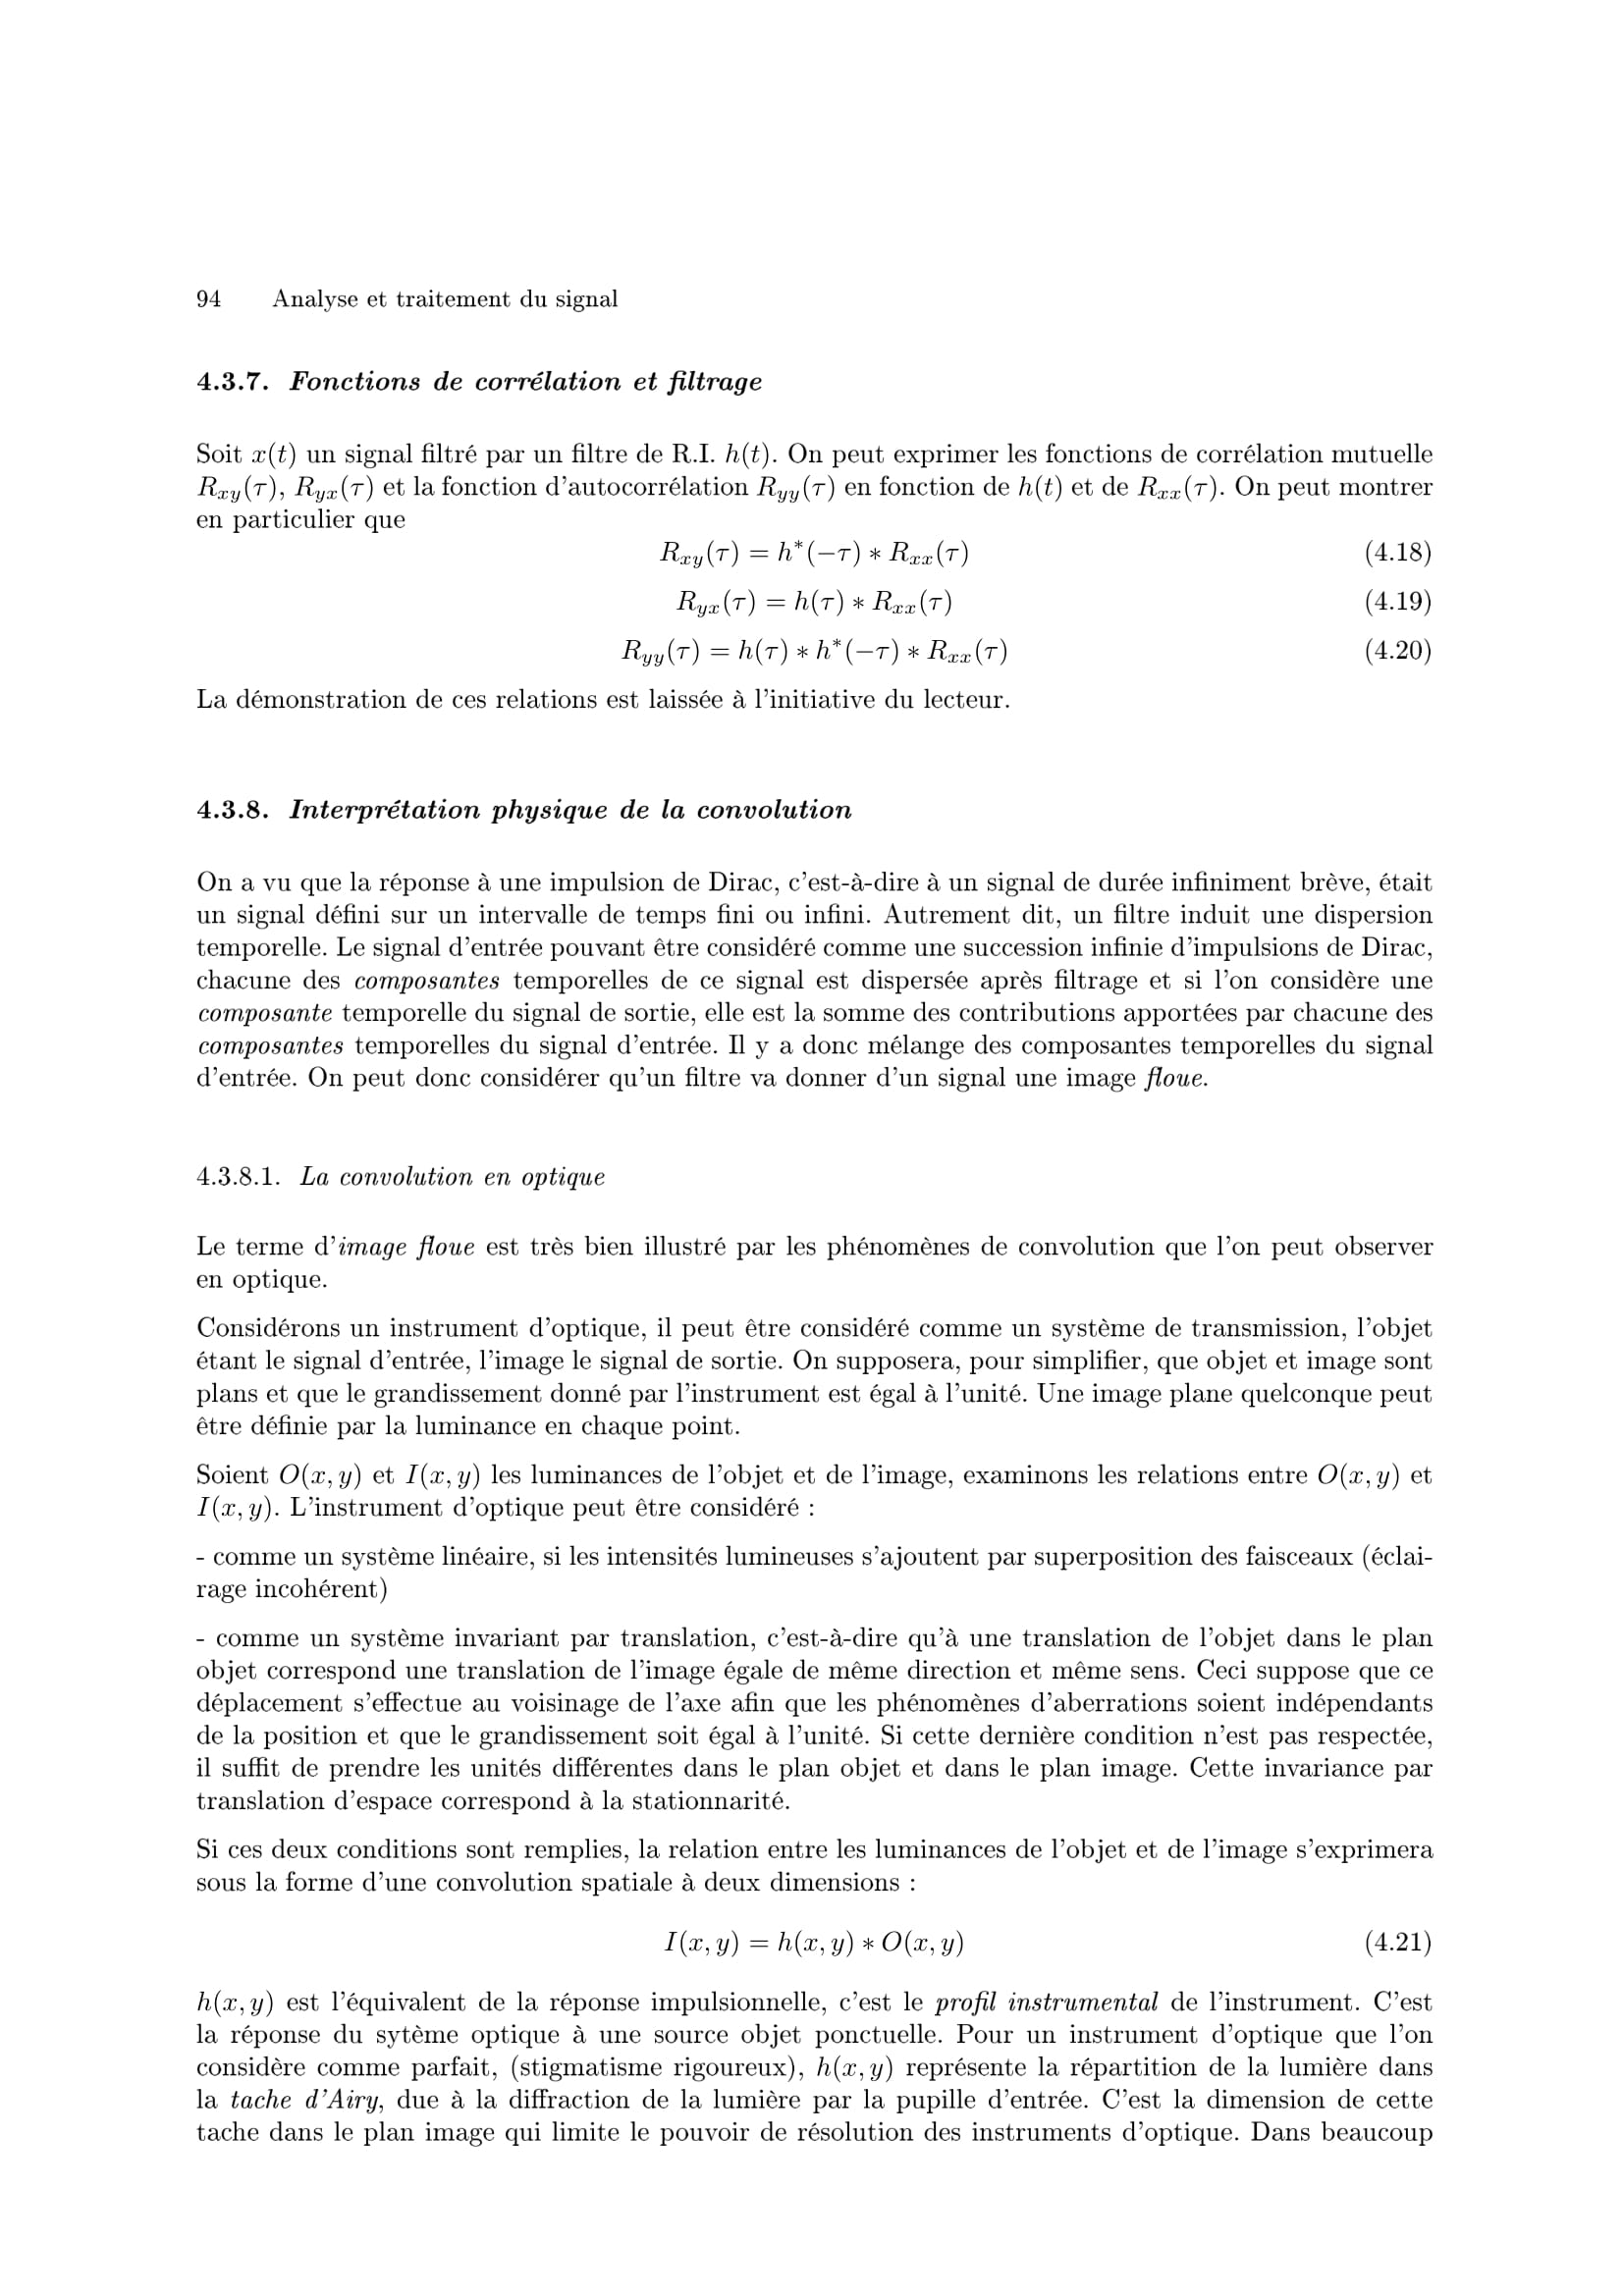 94 Analyse et traitement du signal
4.3.7. Fonctions de corrélation et filtrage
Soit x(t) un signal filtré par un filtre de R.I. h(t). On peut exprimer les fonctions de corrélation mutuelle
R_{xy}(τ), R_{yx}(τ) et la fonction d'autocorrélation R_{yy}(τ) en fonction de h(t) et de R_{xx}(τ). On peut montrer
en particulier que
R_{xy}(τ) = h*(−τ) ∗ R_{xx}(τ) (4.18)
R_{yx}(τ) = h(τ) ∗ R_{xx}(τ) (4.19)
R_{yy}(τ) = h(τ) ∗ h*(−τ) ∗ R_{xx}(τ) (4.20)
La démonstration de ces relations est laissée à l'initiative du lecteur.
4.3.8. Interprétation physique de la convolution
On a vu que la réponse à une impulsion de Dirac, c'est-à-dire à un signal de durée infiniment brève, était
un signal défini sur un intervalle de temps fini ou infini. Autrement dit, un filtre induit une dispersion
temporelle. Le signal d'entrée pouvant être considéré comme une succession infinie d'impulsions de Dirac,
chacune des composantes temporelles de ce signal est dispersée après filtrage et si l'on considère une
composante temporelle du signal de sortie, elle est la somme des contributions apportées par chacune des
composantes temporelles du signal d'entrée. Il y a donc mélange des composantes temporelles du signal
d'entrée. On peut donc considérer qu'un filtre va donner d'un signal une image floue.
4.3.8.1. La convolution en optique
Le terme d'image floue est très bien illustré par les phénomènes de convolution que l'on peut observer
en optique.
Considérons un instrument d'optique, il peut être considéré comme un système de transmission, l'objet
étant le signal d'entrée, l'image le signal de sortie. On supposera, pour simplifier, que objet et image sont
plans et que le grandissement donné par l'instrument est égal à l'unité. Une image plane quelconque peut
être définie par la luminance en chaque point.
Soient O(x, y) et I(x, y) les luminances de l'objet et de l'image, examinons les relations entre O(x, y) et
I(x, y). L'instrument d'optique peut être considéré :
- comme un système linéaire, si les intensités lumineuses s'ajoutent par superposition des faisceaux (éclai-
rage incohérent)
- comme un système invariant par translation, c'est-à-dire qu'à une translation de l'objet dans le plan
objet correspond une translation de l'image égale de même direction et même sens. Ceci suppose que ce
déplacement s'effectue au voisinage de l'axe afin que les phénomènes d'aberrations soient indépendants
de la position et que le grandissement soit égal à l'unité. Si cette dernière condition n'est pas respectée,
il suffit de prendre les unités différentes dans le plan objet et dans le plan image. Cette invariance par
translation d'espace correspond à la stationnarité.
Si ces deux conditions sont remplies, la relation entre les luminances de l'objet et de l'image s'exprimera
sous la forme d'une convolution spatiale à deux dimensions :
I(x, y) = h(x, y) ∗ O(x, y) (4.21)
h(x, y) est l'équivalent de la réponse impulsionnelle, c'est le profil instrumental de l'instrument. C'est
la réponse du sytème optique à une source objet ponctuelle. Pour un instrument d'optique que l'on
considère comme parfait, (stigmatisme rigoureux), h(x, y) représente la répartition de la lumière dans
la tache d'Airy, due à la diffraction de la lumière par la pupille d'entrée. C'est la dimension de cette
tache dans le plan image qui limite le pouvoir de résolution des instruments d'optique. Dans beaucoup